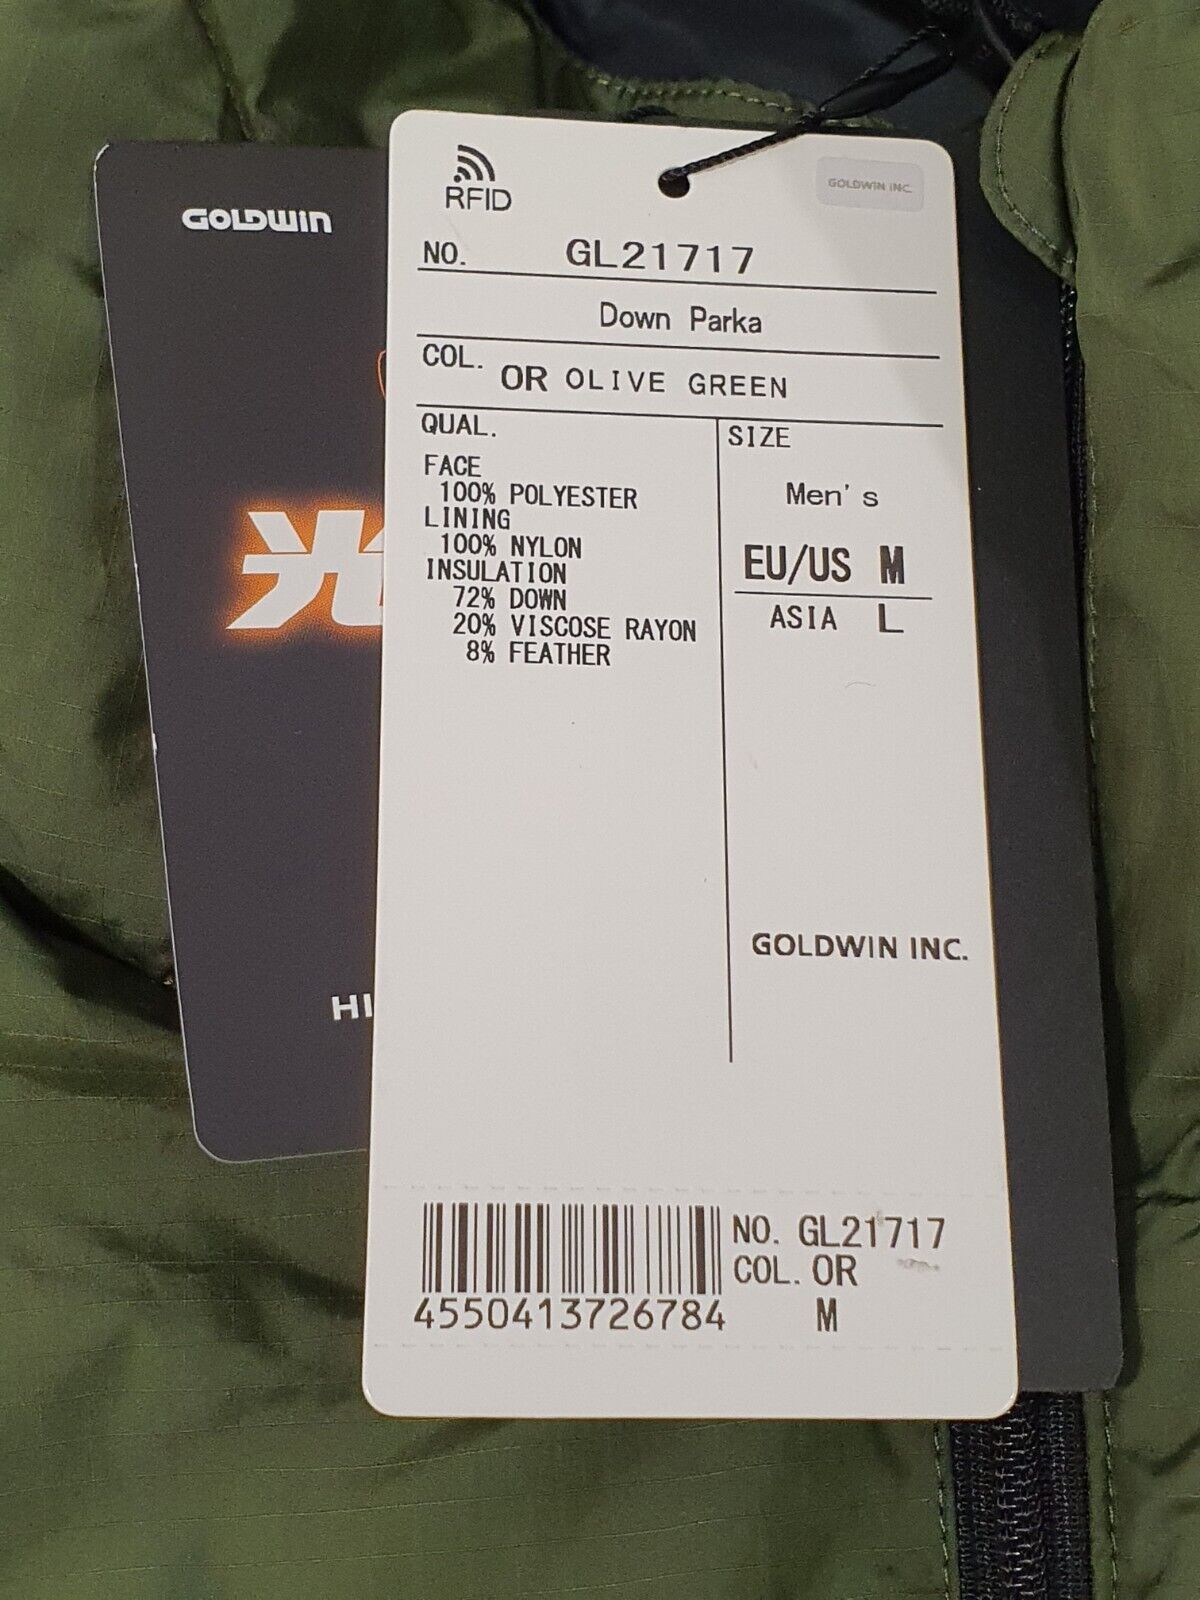 GOLDWIN
光
HI
RFID
GOLDWIN INC.
NO. GL21717
Down Parka
COL. OR OLIVE GREEN
QUAL.
FACE
100% POLYESTER
LINING
100% NYLON
INSULATION
72% DOWN
20% VISCOSE RAYON
8% FEATHER
SIZE
Men's
EU/US M
ASIA L
GOLDWIN INC.
4550413726784
NO. GL21717
COL. OR
M